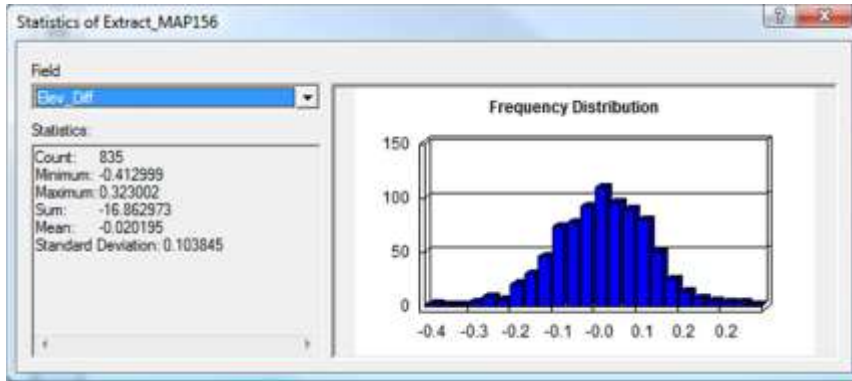 Statistics of Extract_MAP156
Field
Elev_Diff
Statistics:
Count: 835
Minimum: -0.412999
Maximum: 0.323002
Sum: -16.862973
Mean: -0.020195
Standard Deviation: 0.103845
Frequency Distribution
150
100
50
0
-0.4 -0.3 -0.2 -0.1 -0.0 0.1 0.2 0.2